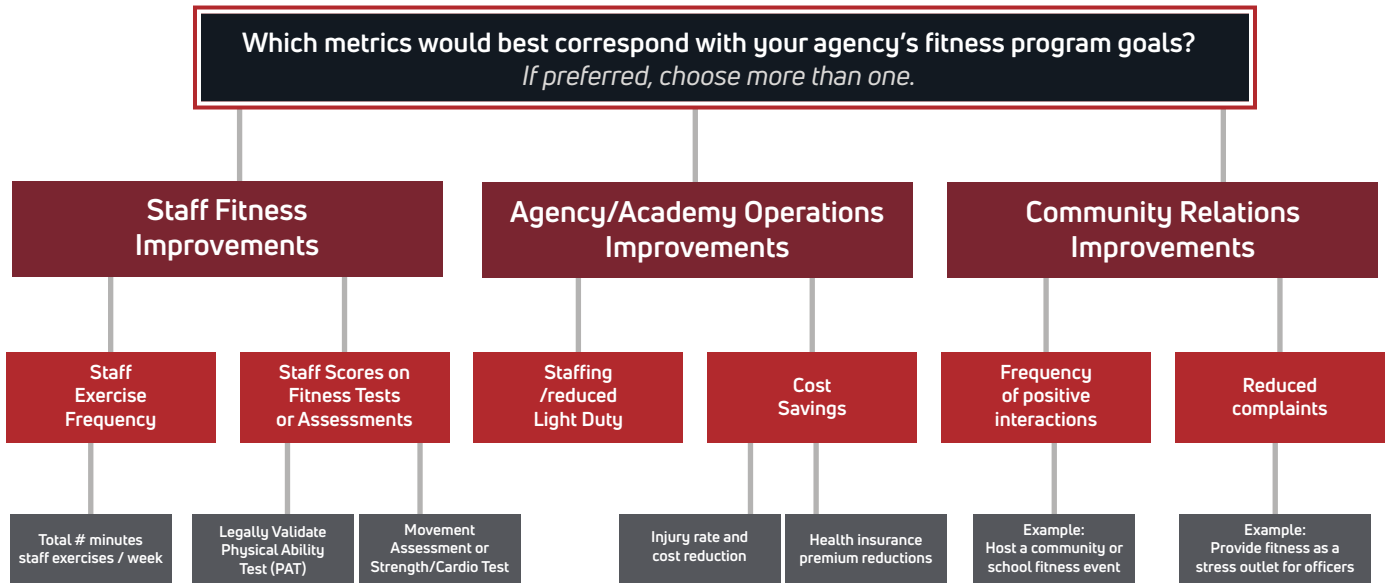 Which metrics would best correspond with your agency's fitness program goals?
If preferred, choose more than one.
Staff Fitness
Improvements
Agency/Academy Operations
Improvements
Community Relations
Improvements
Staff
Exercise
Frequency
Staff Scores on
Fitness Tests
or Assessments
Staffing
/reduced
Light Duty
Cost
Savings
Frequency
of positive
interactions
Reduced
complaints
Total # minutes
staff exercises / week
Legally Validate
Physical Ability
Test (PAT)
Movement
Assessment or
Strength/Cardio Test
Injury rate and
cost reduction
Health insurance
premium reductions
Example:
Host a community or
school fitness event
Example:
Provide fitness as a
stress outlet for officers